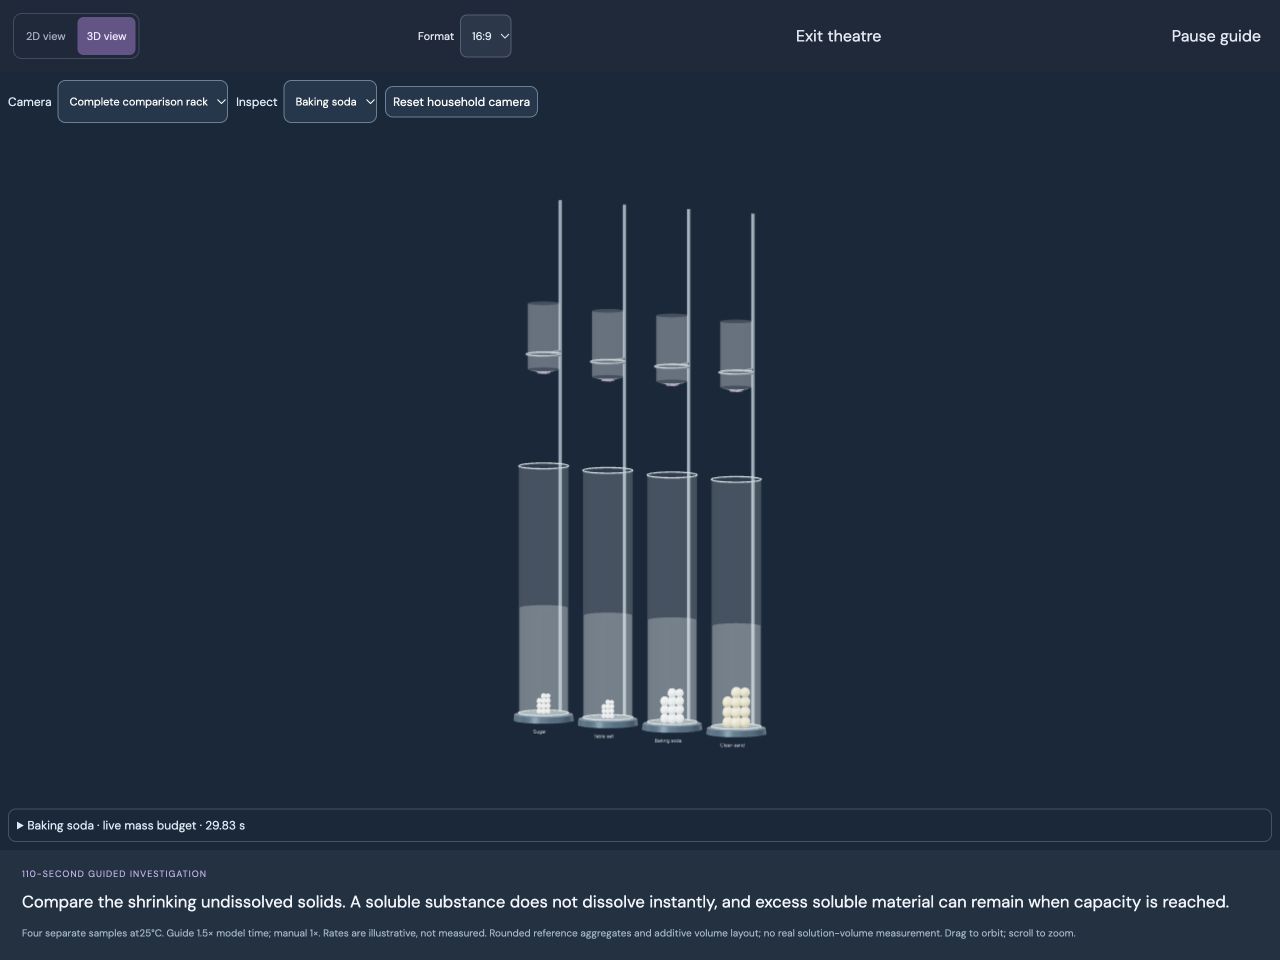 2D view 3D view Format 16:9 Exit theatre Pause guide
Camera Complete comparison rack Inspect Baking soda Reset household camera
Sugar
Table salt
Baking soda
Clean sand
Baking soda · live mass budget · 29.83 s
110-SECOND GUIDED INVESTIGATION
Compare the shrinking undissolved solids. A soluble substance does not dissolve instantly, and excess soluble material can remain when capacity is reached.
Four separate samples at25°C. Guide 1.5× model time; manual 1×. Rates are illustrative, not measured. Rounded reference aggregates and additive volume layout; no real solution-volume measurement. Drag to orbit; scroll to zoom.